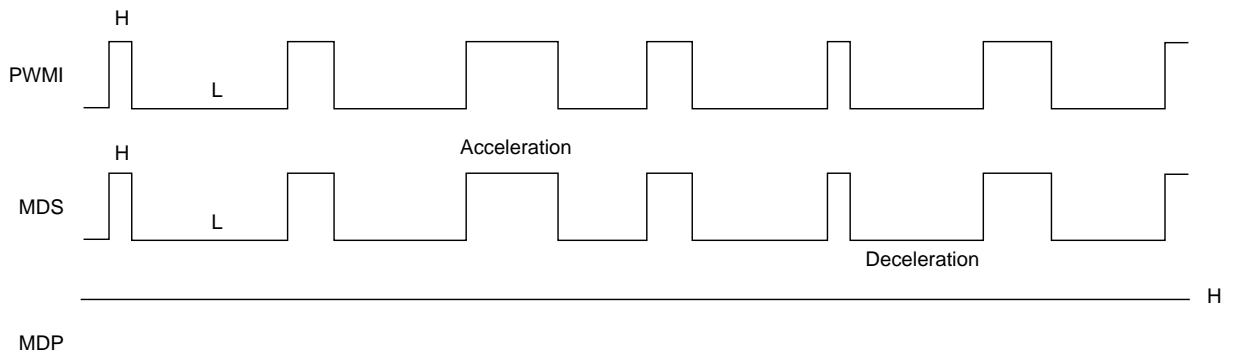 H
PWMI
L
Acceleration
H
MDS
L
Deceleration
H
MDP